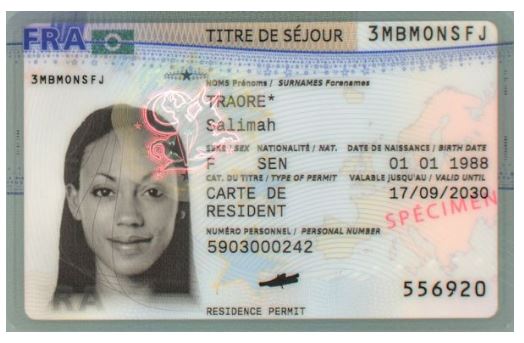 FRA TITRE DE SÉJOUR 3MBMONSFJ
3MBMONSFJ
NOMS Prénoms / SURNAMES Forenames
TRAORE*
Salimah
SEXE / SEX NATIONALITÉ / NAT. DATE DE NAISSANCE / BIRTH DATE
F SEN 01 01 1988
CAT. DU TITRE / TYPE OF PERMIT VALABLE JUSQU'AU / VALID UNTIL
CARTE DE 17/09/2030
RESIDENT
SPÉCIMEN
NUMÉRO PERSONNEL / PERSONAL NUMBER
5903000242
556920
RESIDENCE PERMIT